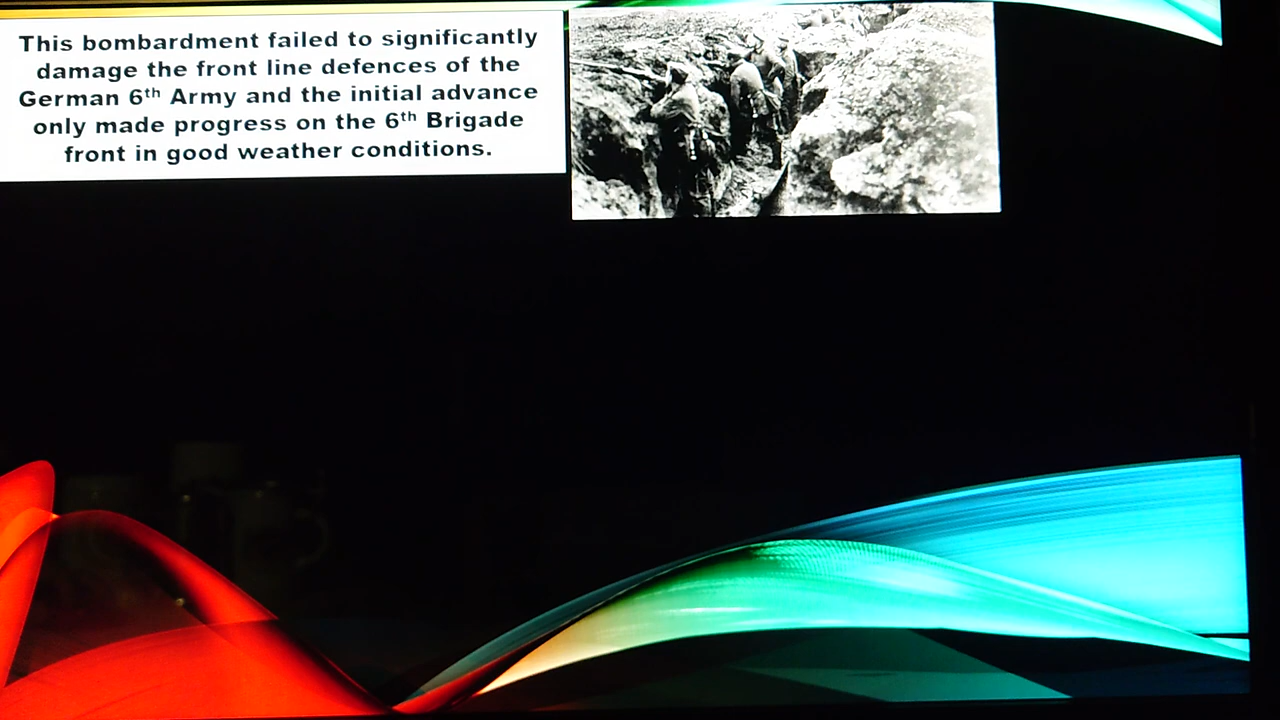 This bombardment failed to significantly
damage the front line defences of the
German 6th Army and the initial advance
only made progress on the 6th Brigade
front in good weather conditions.